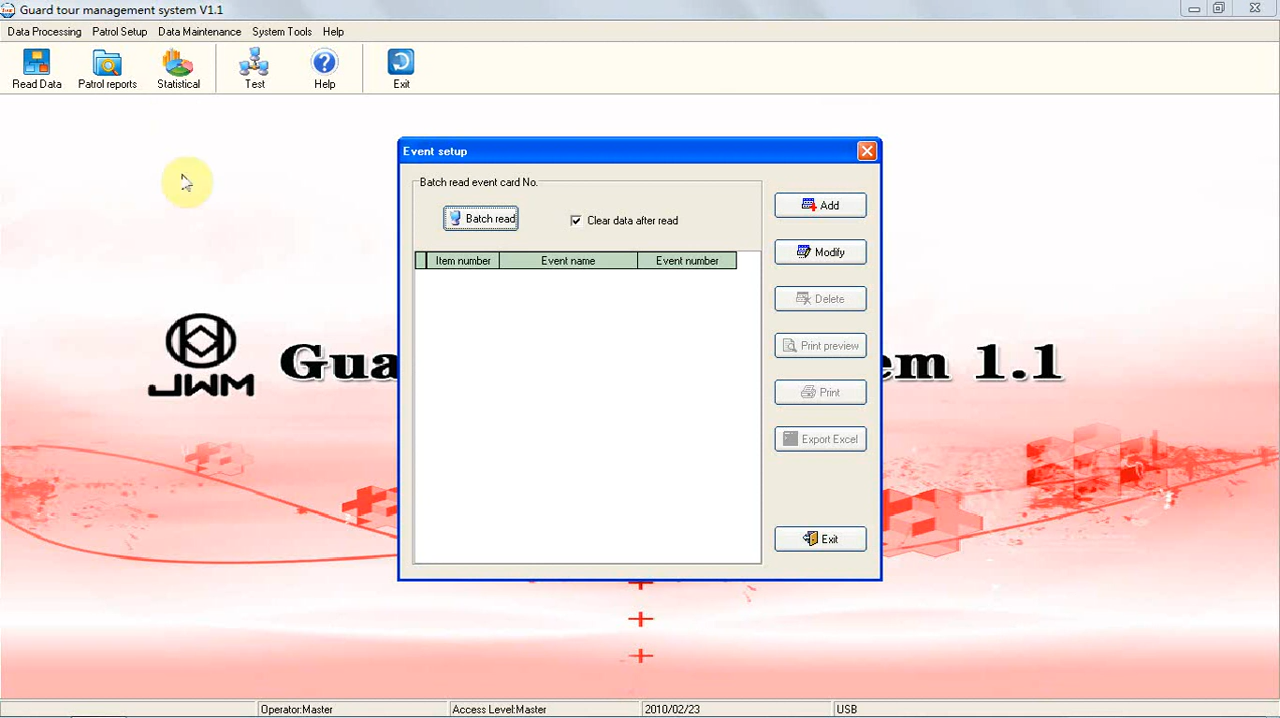 Guard tour management system V1.1
Data Processing Patrol Setup Data Maintenance System Tools Help
Read Data Patrol reports Statistical Test Help Exit
Event setup
Batch read event card No.
Batch read Clear data after read
Item number Event name Event number
Add
Modify
Delete
Print preview
Print
Export Excel
Exit
JWM
Gua em 1.1
Operator:Master Access Level:Master 2010/02/23 USB